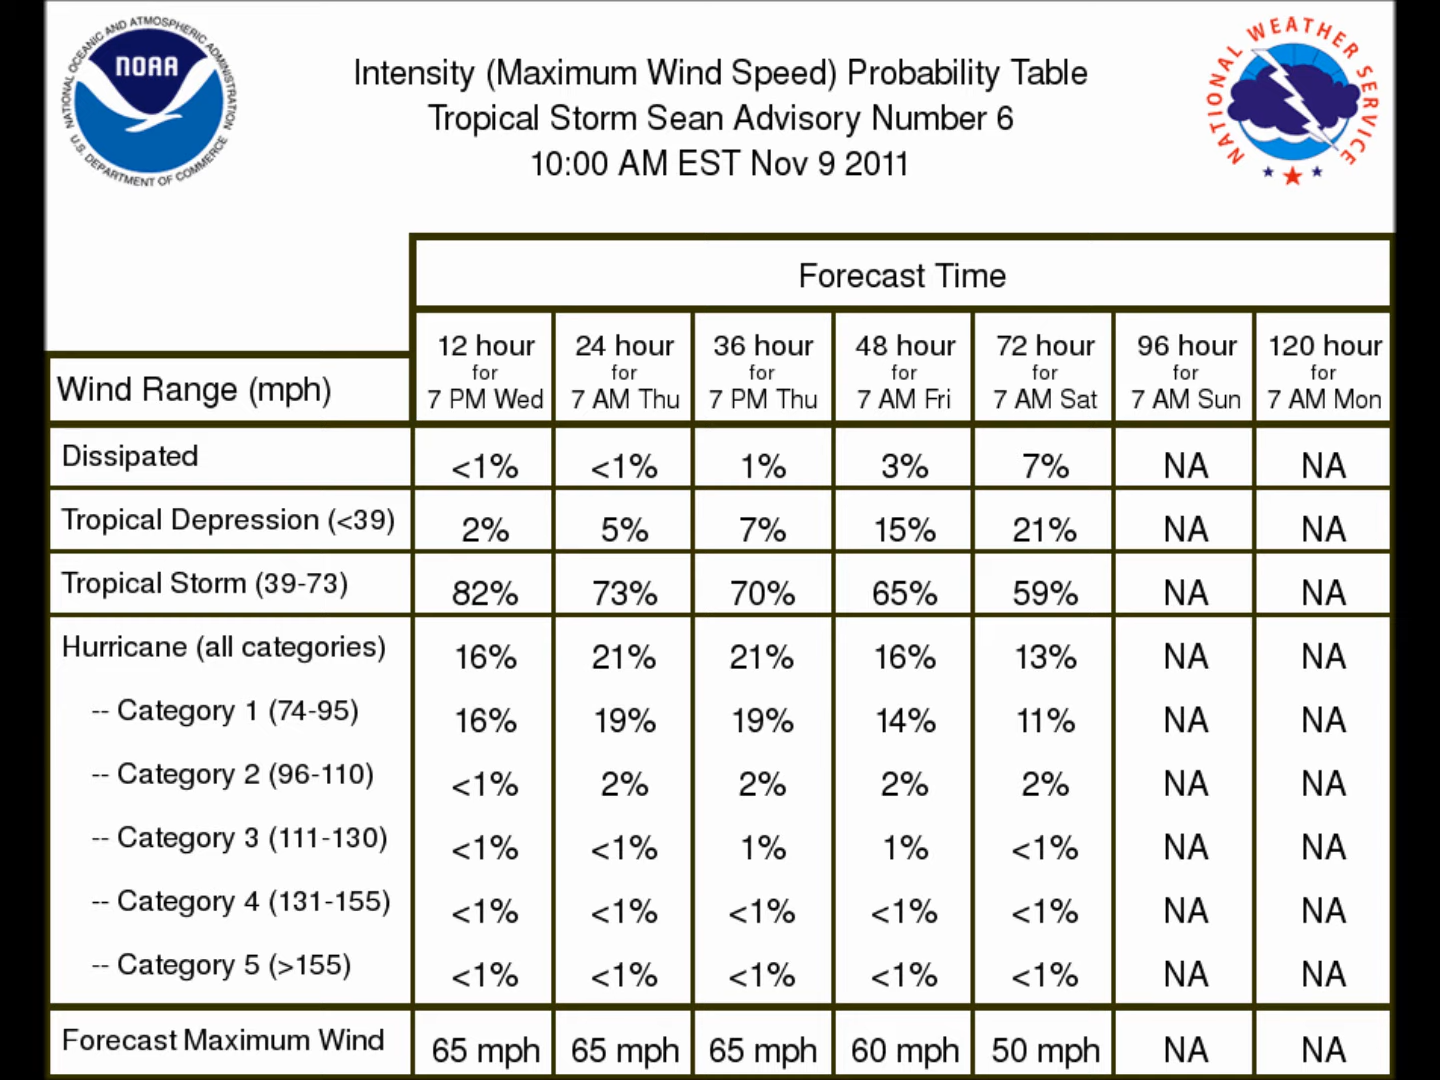 NATIONAL OCEANIC AND ATMOSPHERIC ADMINISTRATION
NOAA
U.S. DEPARTMENT OF COMMERCE
NATIONAL WEATHER SERVICE
Intensity (Maximum Wind Speed) Probability Table
Tropical Storm Sean Advisory Number 6
10:00 AM EST Nov 9 2011
Forecast Time
Wind Range (mph)
12 hour 24 hour 36 hour 48 hour 72 hour 96 hour 120 hour
for for for for for for for
7 PM Wed 7 AM Thu 7 PM Thu 7 AM Fri 7 AM Sat 7 AM Sun 7 AM Mon
Dissipated <1% <1% 1% 3% 7% NA NA
Tropical Depression (<39) 2% 5% 7% 15% 21% NA NA
Tropical Storm (39-73) 82% 73% 70% 65% 59% NA NA
Hurricane (all categories) 16% 21% 21% 16% 13% NA NA
-- Category 1 (74-95) 16% 19% 19% 14% 11% NA NA
-- Category 2 (96-110) <1% 2% 2% 2% 2% NA NA
-- Category 3 (111-130) <1% <1% 1% 1% <1% NA NA
-- Category 4 (131-155) <1% <1% <1% <1% <1% NA NA
-- Category 5 (>155) <1% <1% <1% <1% <1% NA NA
Forecast Maximum Wind 65 mph 65 mph 65 mph 60 mph 50 mph NA NA